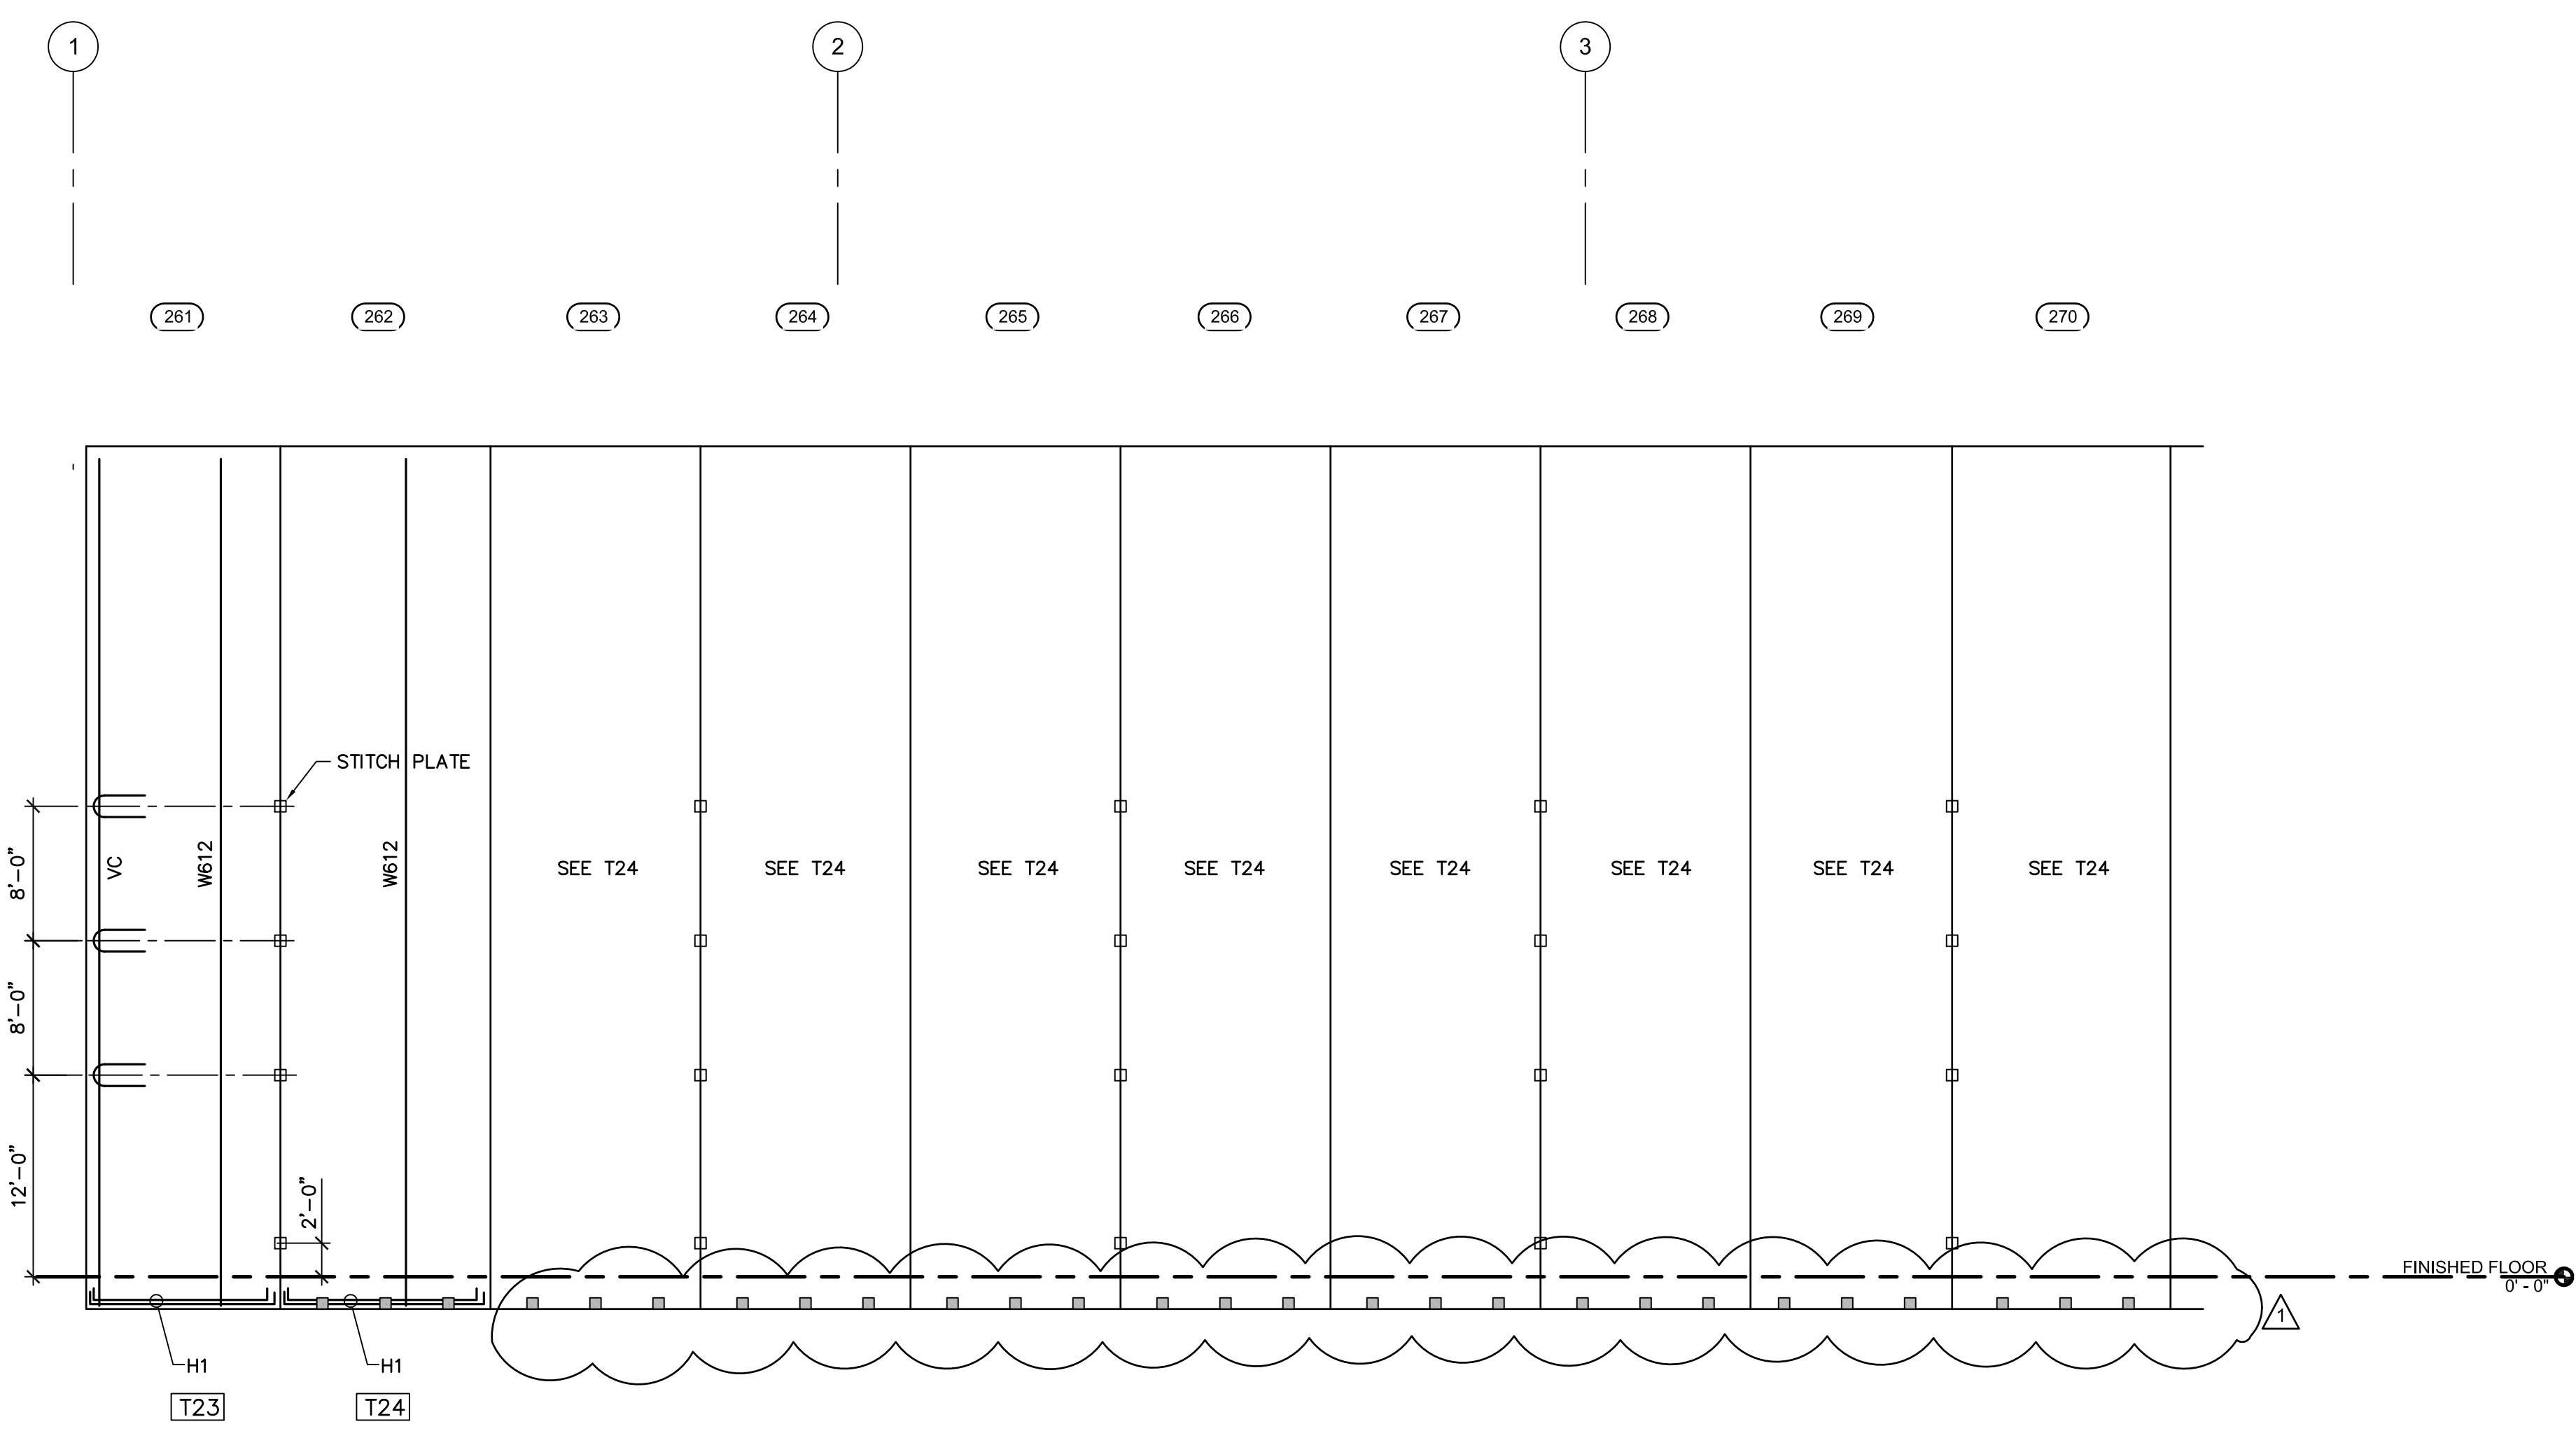 1
2
3
261
262
263
264
265
266
267
268
269
270
STITCH PLATE
8'-0"
VC
W612
W612
SEE T24
SEE T24
SEE T24
SEE T24
SEE T24
SEE T24
SEE T24
SEE T24
8'-0"
12'-0"
2'-0"
FINISHED FLOOR
0' - 0"
1
H1
H1
T23
T24